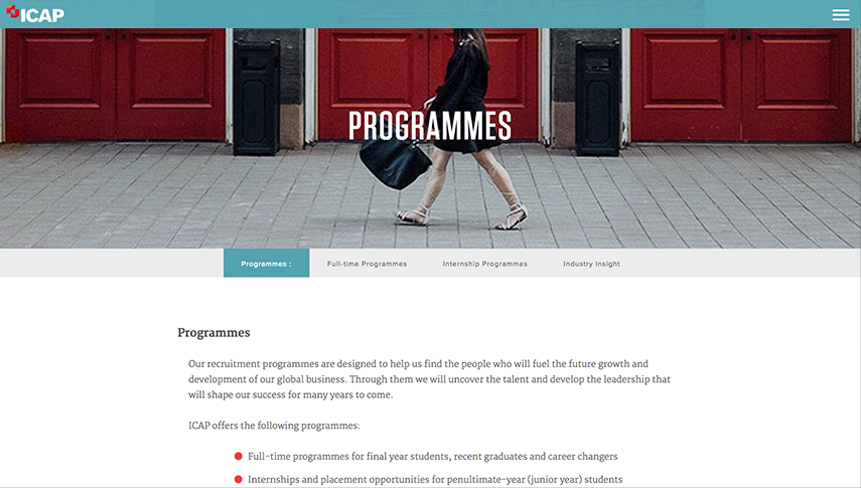 ICAP
PROGRAMMES
Programmes :
Full-time Programmes
Internship Programmes
Industry Insight
Programmes
Our recruitment programmes are designed to help us find the people who will fuel the future growth and
development of our global business. Through them we will uncover the talent and develop the leadership that
will shape our success for many years to come.
ICAP offers the following programmes:
Full-time programmes for final year students, recent graduates and career changers
Internships and placement opportunities for penultimate-year (junior year) students